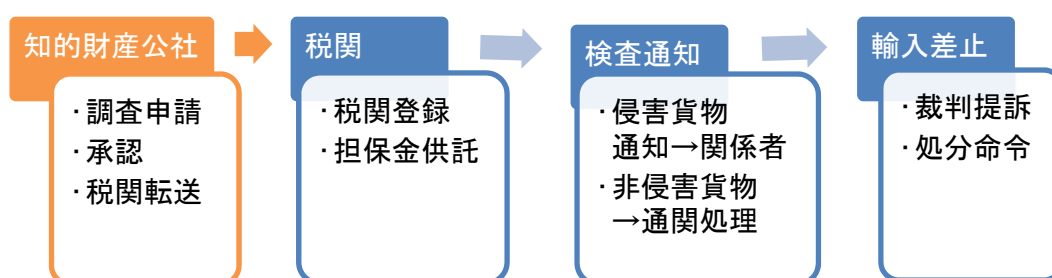 知的財産公社
・調査申請
・承認
・税関転送
税関
・税関登録
・担保金供託
検査通知
・侵害貨物
通知→関係者
・非侵害貨物
→通関処理
輸入差止
・裁判提訴
・処分命令